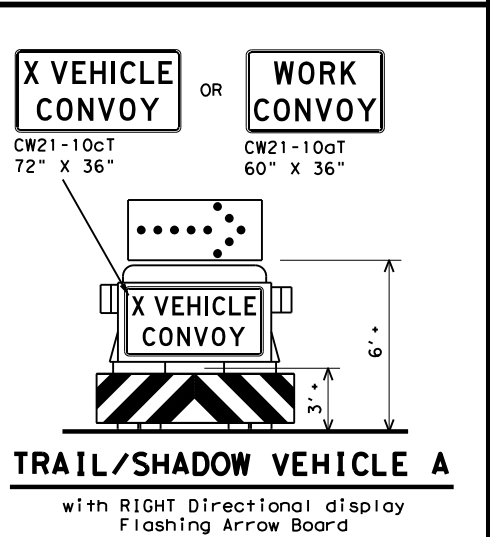 X VEHICLE
CONVOY
OR
WORK
CONVOY
CW21-10cT
72" X 36"
CW21-10aT
60" X 36"
X VEHICLE
CONVOY
6' +
3' +
TRAIL/SHADOW VEHICLE A
with RIGHT Directional display
Flashing Arrow Board